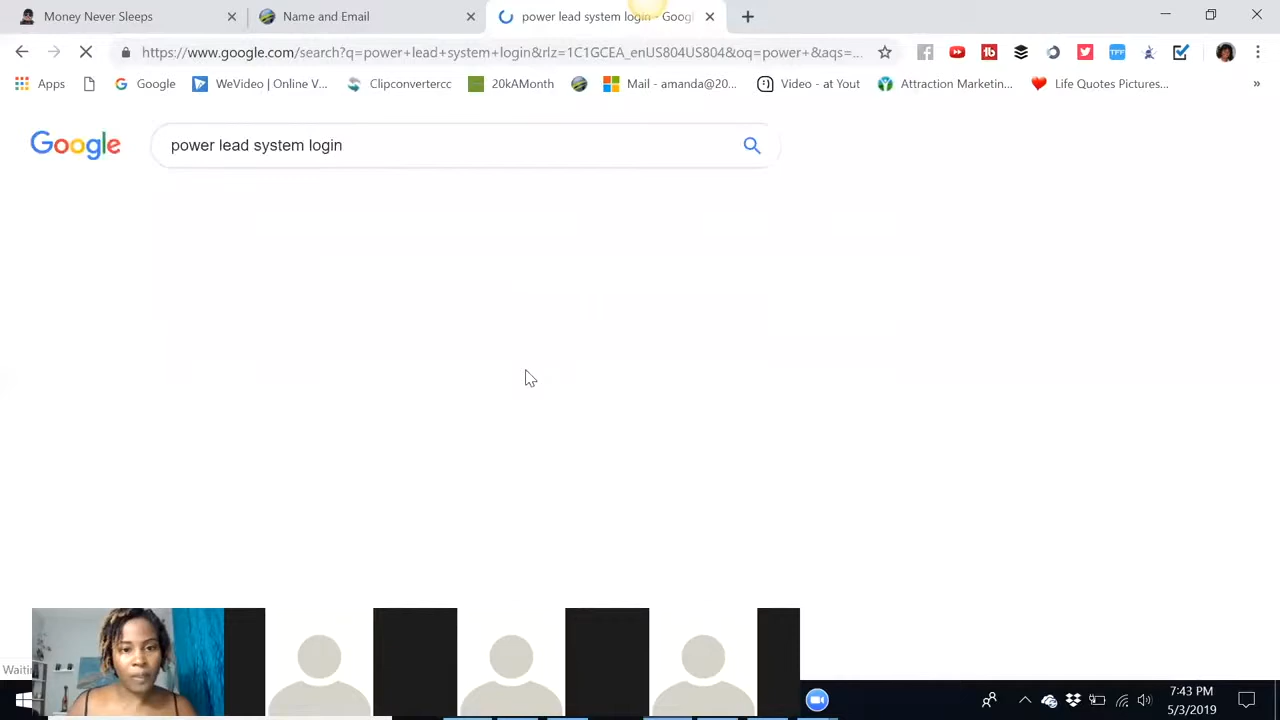 Money Never Sleeps
Name and Email
power lead system login - Googl
https://www.google.com/search?q=power+lead+system+login&rlz=1C1GCEA_enUS804US804&oq=power+&aqs=...
Apps
Google
WeVideo | Online V...
Clipconvertercc
20kAMonth
Mail - amanda@20...
Video - at Yout
Attraction Marketin...
Life Quotes Pictures...
»
Google
power lead system login
Waitin
7:43 PM
5/3/2019